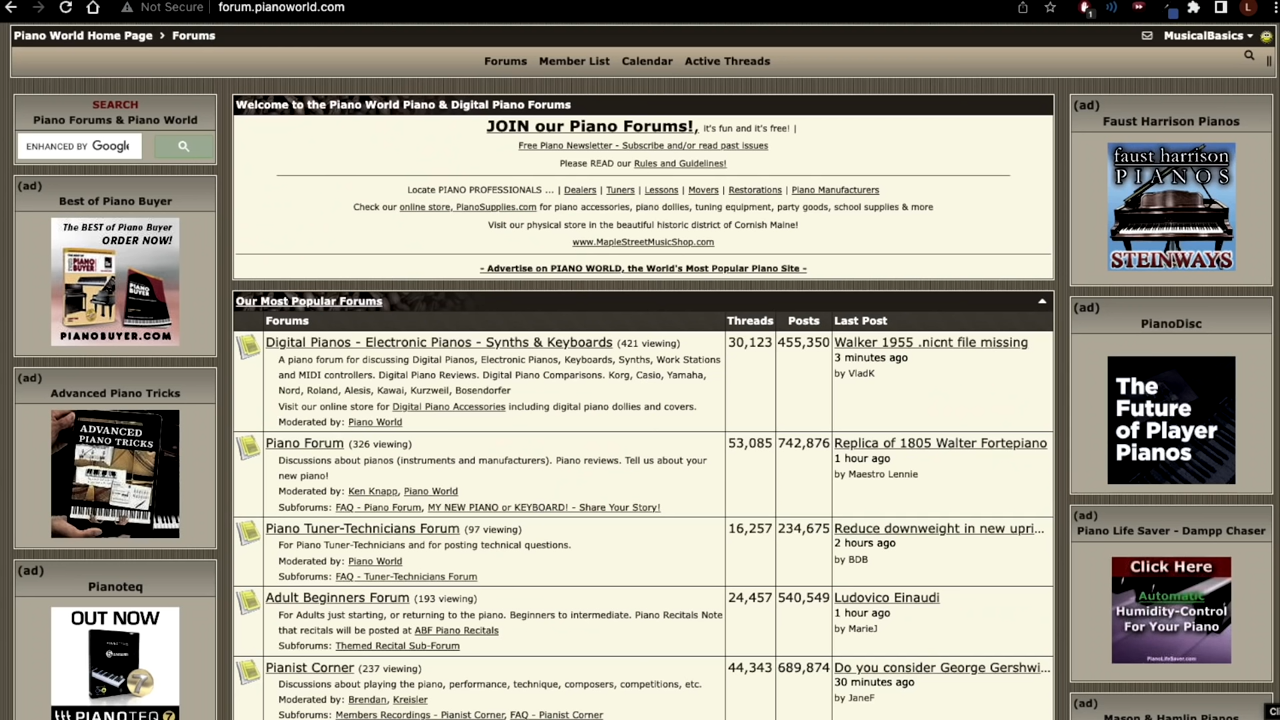 Not Secure
forum.pianoworld.com
L
1
Piano World Home Page > Forums
MusicalBasics
Forums Member List Calendar Active Threads
SEARCH
Piano Forums & Piano World
ENHANCED BY Google
(ad)
Best of Piano Buyer
The BEST of Piano Buyer
ORDER NOW!
PIANO BUYER
PIANOBUYER.COM
(ad)
Advanced Piano Tricks
ADVANCED
PIANO TRICKS
(ad)
Pianoteq
OUT NOW
7
PIANOTEQ 7
Welcome to the Piano World Piano & Digital Piano Forums
JOIN our Piano Forums!, it's fun and it's free! |
Free Piano Newsletter - Subscribe and/or read past issues
Please READ our Rules and Guidelines!
Locate PIANO PROFESSIONALS ... | Dealers | Tuners | Lessons | Movers | Restorations | Piano Manufacturers
Check our online store, PianoSupplies.com for piano accessories, piano dollies, tuning equipment, party goods, school supplies & more
Visit our physical store in the beautiful historic district of Cornish Maine!
www.MapleStreetMusicShop.com
- Advertise on PIANO WORLD, the World's Most Popular Piano Site -
Our Most Popular Forums
Forums Threads Posts Last Post
Digital Pianos - Electronic Pianos - Synths & Keyboards (421 viewing) 30,123 455,350 Walker 1955 .nicnt file missing
3 minutes ago
by VladK
A piano forum for discussing Digital Pianos, Electronic Pianos, Keyboards, Synths, Work Stations
and MIDI controllers. Digital Piano Reviews. Digital Piano Comparisons. Korg, Casio, Yamaha,
Nord, Roland, Alesis, Kawai, Kurzweil, Bosendorfer
Visit our online store for Digital Piano Accessories including digital piano dollies and covers.
Moderated by: Piano World
Piano Forum (326 viewing) 53,085 742,876 Replica of 1805 Walter Fortepiano
1 hour ago
by Maestro Lennie
Discussions about pianos (instruments and manufacturers). Piano reviews. Tell us about your
new piano!
Moderated by: Ken Knapp, Piano World
Subforums: FAQ - Piano Forum, MY NEW PIANO or KEYBOARD! - Share Your Story!
Piano Tuner-Technicians Forum (97 viewing) 16,257 234,675 Reduce downweight in new upri...
2 hours ago
by BDB
For Piano Tuner-Technicians and for posting technical questions.
Moderated by: Piano World
Subforums: FAQ - Tuner-Technicians Forum
Adult Beginners Forum (193 viewing) 24,457 540,549 Ludovico Einaudi
1 hour ago
by MarieJ
For Adults just starting, or returning to the piano. Beginners to intermediate. Piano Recitals Note
that recitals will be posted at ABF Piano Recitals
Subforums: Themed Recital Sub-Forum
Pianist Corner (237 viewing) 44,343 689,874 Do you consider George Gershwi...
30 minutes ago
by JaneF
Discussions about playing the piano, performance, technique, composers, competitions, etc.
Moderated by: Brendan, Kreisler
Subforums: Members Recordings - Pianist Corner, FAQ - Pianist Corner
(ad)
Faust Harrison Pianos
faust harrison
PIANOS
STEINWAYS
(ad)
PianoDisc
The
Future
of Player
Pianos
(ad)
Piano Life Saver - Dampp Chaser
Click Here
Automatic
Humidity-Control
For Your Piano
PianoLifeSaver.com
(ad)
Mason & Hamlin Pianos